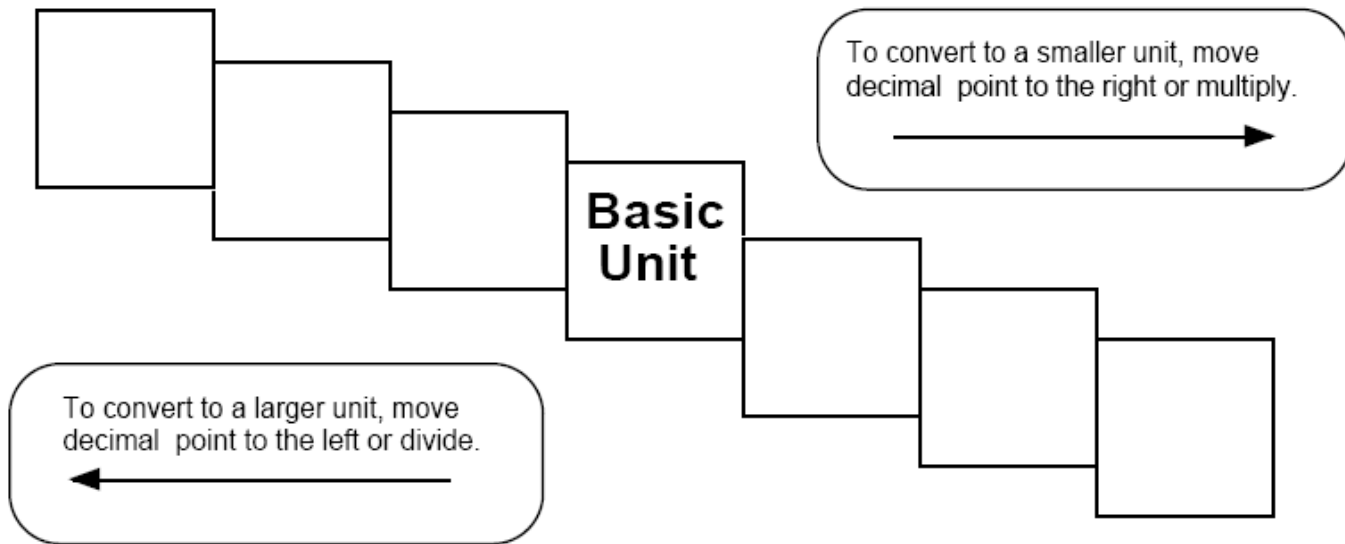 To convert to a smaller unit, move
decimal point to the right or multiply.
Basic
Unit
To convert to a larger unit, move
decimal point to the left or divide.